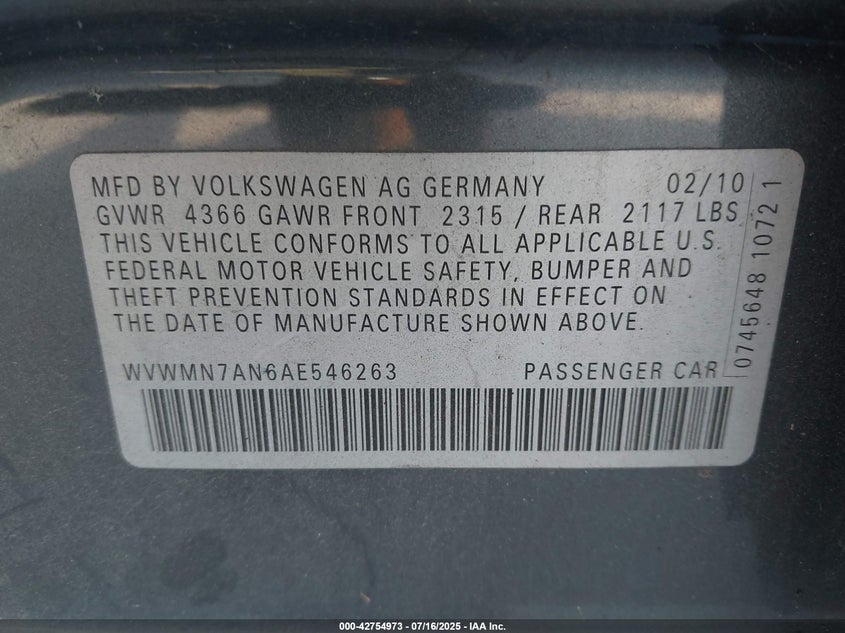 MFD BY VOLKSWAGEN AG GERMANY 02/10
GVWR 4366 GAWR FRONT 2315 / REAR 2117 LBS
THIS VEHICLE CONFORMS TO ALL APPLICABLE U.S.
FEDERAL MOTOR VEHICLE SAFETY, BUMPER AND
THEFT PREVENTION STANDARDS IN EFFECT ON
THE DATE OF MANUFACTURE SHOWN ABOVE.
WVWMN7AN6AE546263 PASSENGER CAR
0745648 1072 1
000-42754973 - 07/16/2025 - IAA Inc.